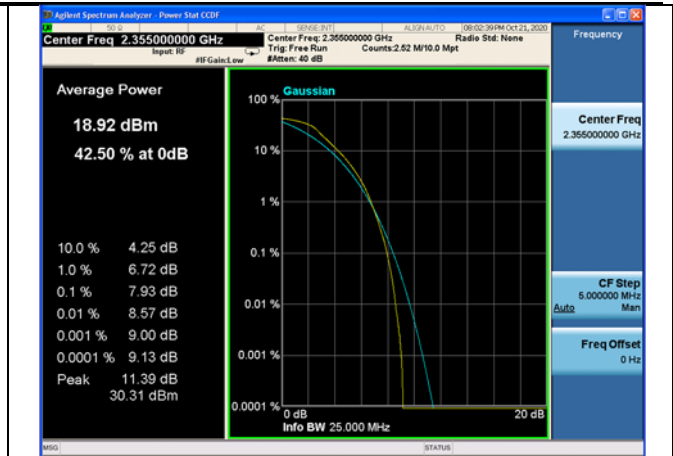 Agilent Spectrum Analyzer - Power Stat CCDF
50 Ω AC SENSE:INT ALIGN AUTO 08:02:39 PM Oct 21, 2020
Center Freq 2.355000000 GHz
Input: RF
#IFGain:Low
Center Freq: 2.355000000 GHz Radio Std: None
Trig: Free Run Counts:2.52 M/10.0 Mpt
#Atten: 40 dB
Frequency
Average Power
18.92 dBm
42.50 % at 0dB
10.0 % 4.25 dB
1.0 % 6.72 dB
0.1 % 7.93 dB
0.01 % 8.57 dB
0.001 % 9.00 dB
0.0001 % 9.13 dB
Peak 11.39 dB
30.31 dBm
Gaussian
100 %
10 %
1 %
0.1 %
0.01 %
0.001 %
0.0001 %
0 dB 20 dB
Info BW 25.000 MHz
Center Freq
2.355000000 GHz
CF Step
5.000000 MHz
Auto Man
Freq Offset
0 Hz
MSG STATUS